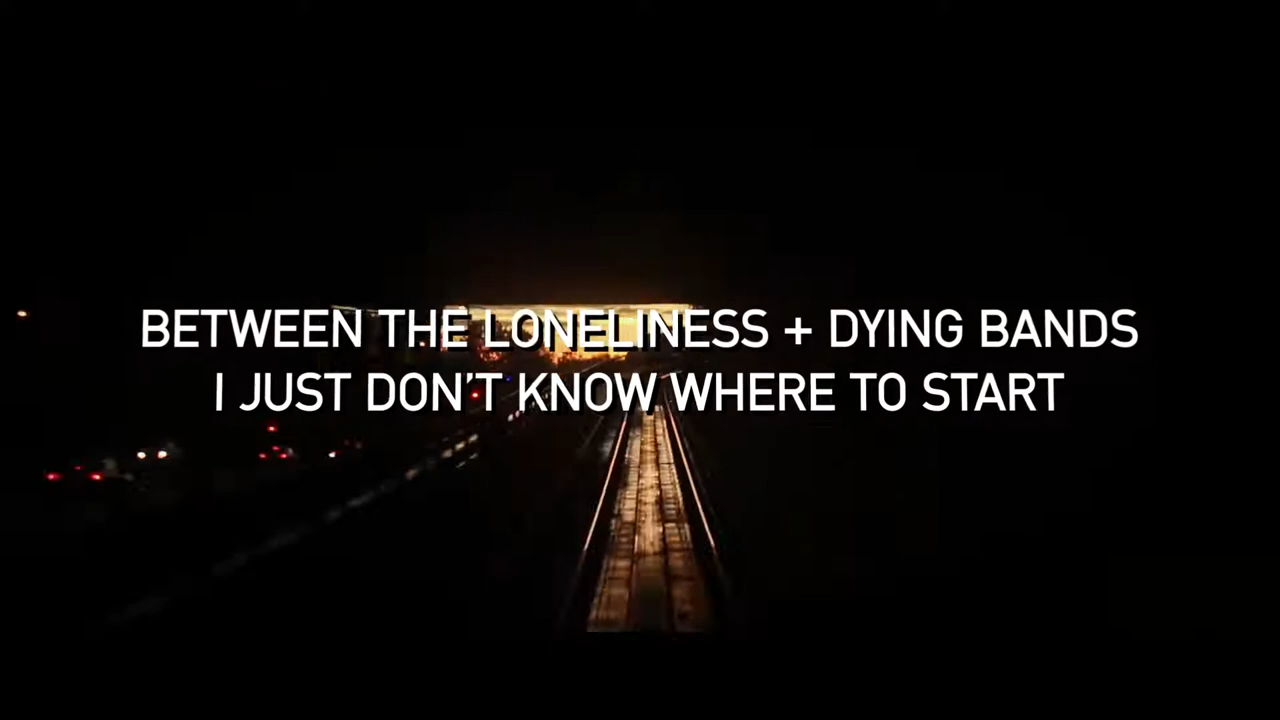 BETWEEN THE LONELINESS + DYING BANDS
I JUST DON'T KNOW WHERE TO START